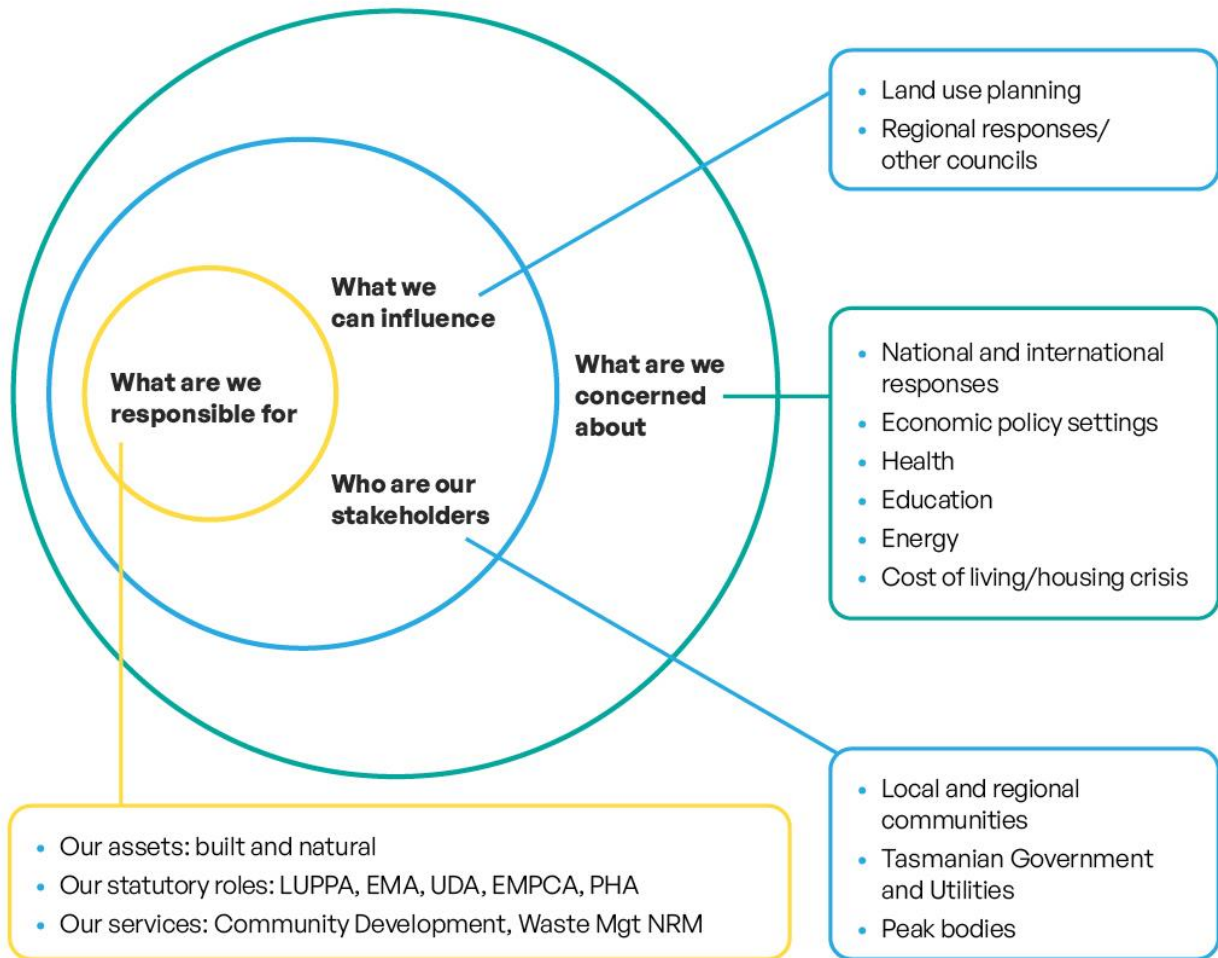 • Land use planning
• Regional responses/
other councils
What we
can influence
What are we
responsible for
What are we
concerned
about
Who are our
stakeholders
• National and international
responses
• Economic policy settings
• Health
• Education
• Energy
• Cost of living/housing crisis
• Our assets: built and natural
• Our statutory roles: LUPPA, EMA, UDA, EMPCA, PHA
• Our services: Community Development, Waste Mgt NRM
• Local and regional
communities
• Tasmanian Government
and Utilities
• Peak bodies